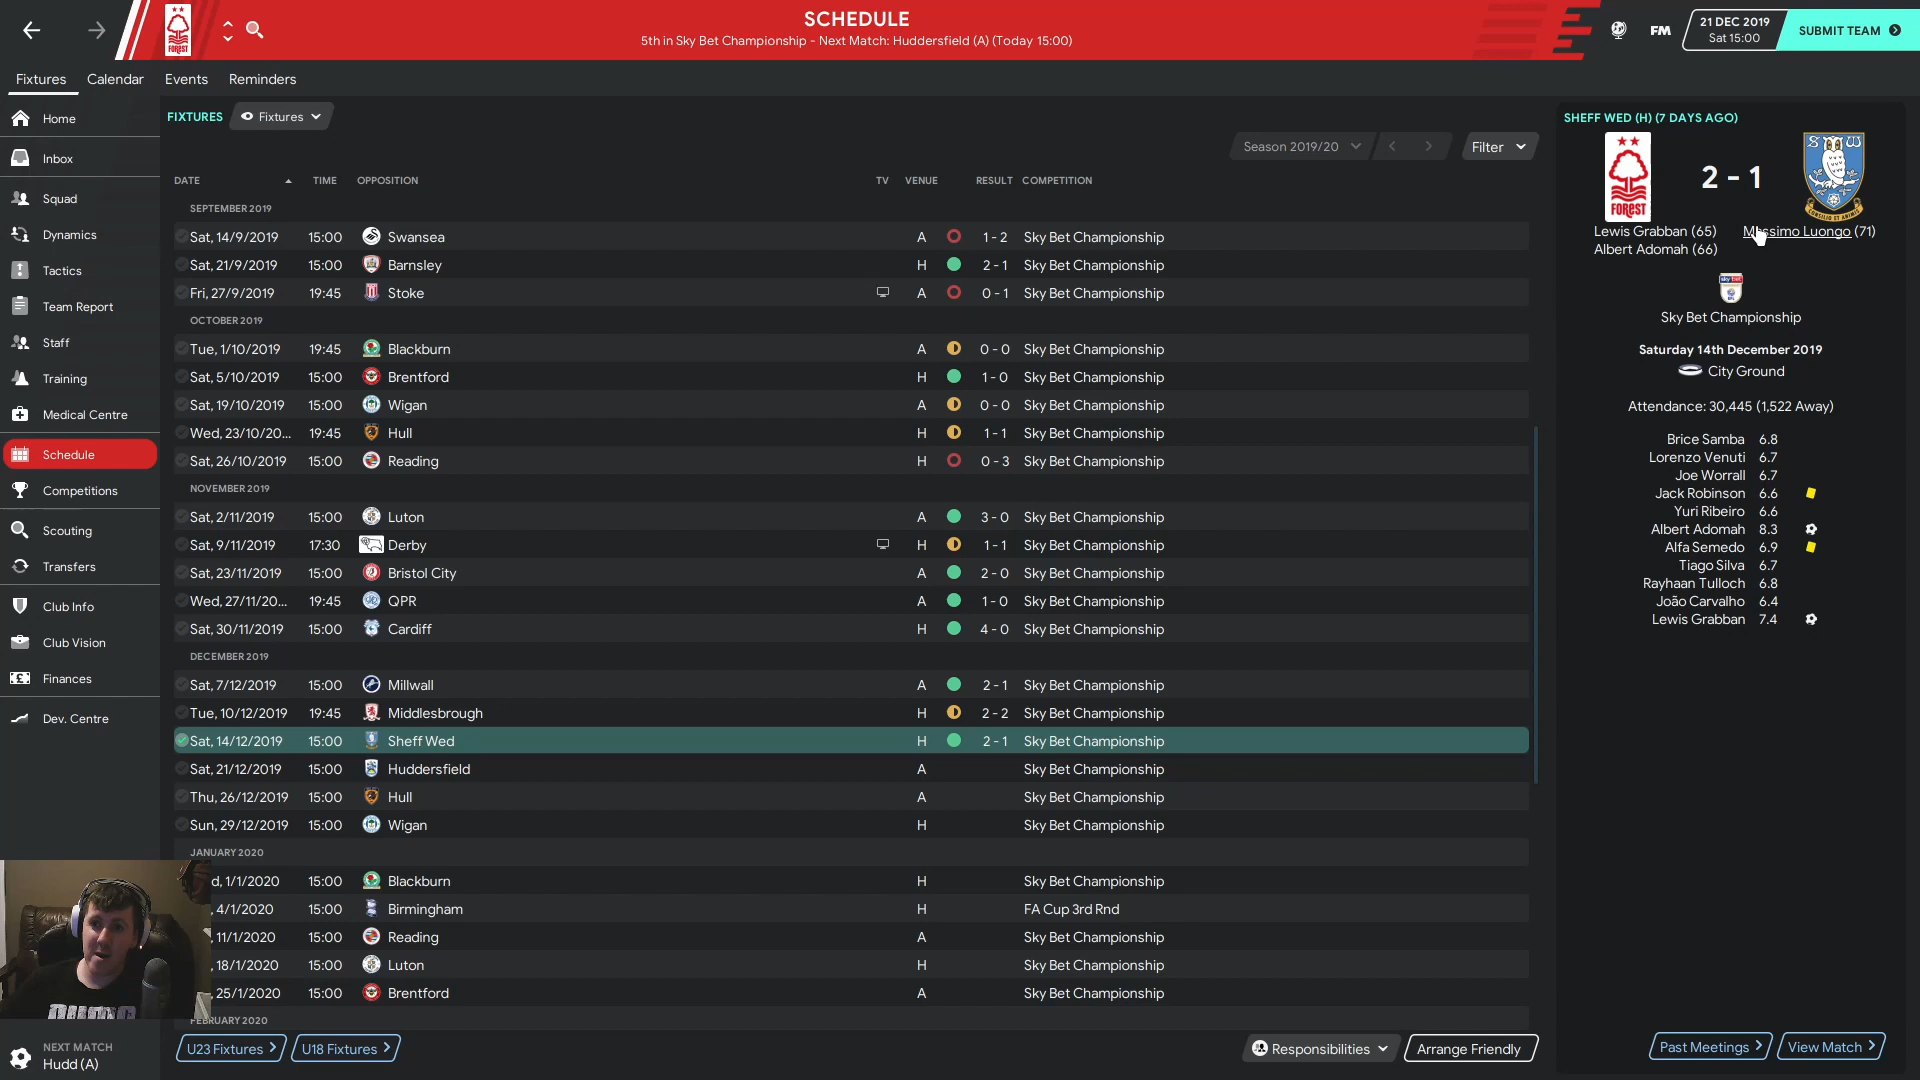 SCHEDULE
5th in Sky Bet Championship - Next Match: Huddersfield (A) (Today 15:00)
FOREST
FM
21 DEC 2019
Sat 15:00
SUBMIT TEAM
Fixtures
Calendar
Events
Reminders
Home
Inbox
Squad
Dynamics
Tactics
Team Report
Staff
Training
Medical Centre
Schedule
Competitions
Scouting
Transfers
Club Info
Club Vision
Finances
Dev. Centre
NEXT MATCH
Hudd (A)
FIXTURES
Fixtures
Season 2019/20
Filter
DATE TIME OPPOSITION TV VENUE RESULT COMPETITION
SEPTEMBER 2019
Sat, 14/9/2019 15:00 Swansea A 1 - 2 Sky Bet Championship
Sat, 21/9/2019 15:00 Barnsley H 2 - 1 Sky Bet Championship
Fri, 27/9/2019 19:45 Stoke A 0 - 1 Sky Bet Championship
OCTOBER 2019
Tue, 1/10/2019 19:45 Blackburn A 0 - 0 Sky Bet Championship
Sat, 5/10/2019 15:00 Brentford H 1 - 0 Sky Bet Championship
Sat, 19/10/2019 15:00 Wigan A 0 - 0 Sky Bet Championship
Wed, 23/10/20... 19:45 Hull H 1 - 1 Sky Bet Championship
Sat, 26/10/2019 15:00 Reading H 0 - 3 Sky Bet Championship
NOVEMBER 2019
Sat, 2/11/2019 15:00 Luton A 3 - 0 Sky Bet Championship
Sat, 9/11/2019 17:30 Derby H 1 - 1 Sky Bet Championship
Sat, 23/11/2019 15:00 Bristol City A 2 - 0 Sky Bet Championship
Wed, 27/11/20... 19:45 QPR A 1 - 0 Sky Bet Championship
Sat, 30/11/2019 15:00 Cardiff H 4 - 0 Sky Bet Championship
DECEMBER 2019
Sat, 7/12/2019 15:00 Millwall A 2 - 1 Sky Bet Championship
Tue, 10/12/2019 19:45 Middlesbrough H 2 - 2 Sky Bet Championship
Sat, 14/12/2019 15:00 Sheff Wed H 2 - 1 Sky Bet Championship
Sat, 21/12/2019 15:00 Huddersfield A Sky Bet Championship
Thu, 26/12/2019 15:00 Hull A Sky Bet Championship
Sun, 29/12/2019 15:00 Wigan H Sky Bet Championship
JANUARY 2020
d, 1/1/2020 15:00 Blackburn H Sky Bet Championship
, 4/1/2020 15:00 Birmingham H FA Cup 3rd Rnd
, 11/1/2020 15:00 Reading A Sky Bet Championship
, 18/1/2020 15:00 Luton H Sky Bet Championship
, 25/1/2020 15:00 Brentford A Sky Bet Championship
FEBRUARY 2020
U23 Fixtures
U18 Fixtures
Responsibilities
Arrange Friendly
SHEFF WED (H) (7 DAYS AGO)
FOREST
2 - 1
S W
Lewis Grabban (65)
Albert Adomah (66)
Massimo Luongo (71)
Sky Bet Championship
Saturday 14th December 2019
City Ground
Attendance: 30,445 (1,522 Away)
Brice Samba 6.8
Lorenzo Venuti 6.7
Joe Worrall 6.7
Jack Robinson 6.6
Yuri Ribeiro 6.6
Albert Adomah 8.3
Alfa Semedo 6.9
Tiago Silva 6.7
Rayhaan Tulloch 6.8
João Carvalho 6.4
Lewis Grabban 7.4
Past Meetings
View Match